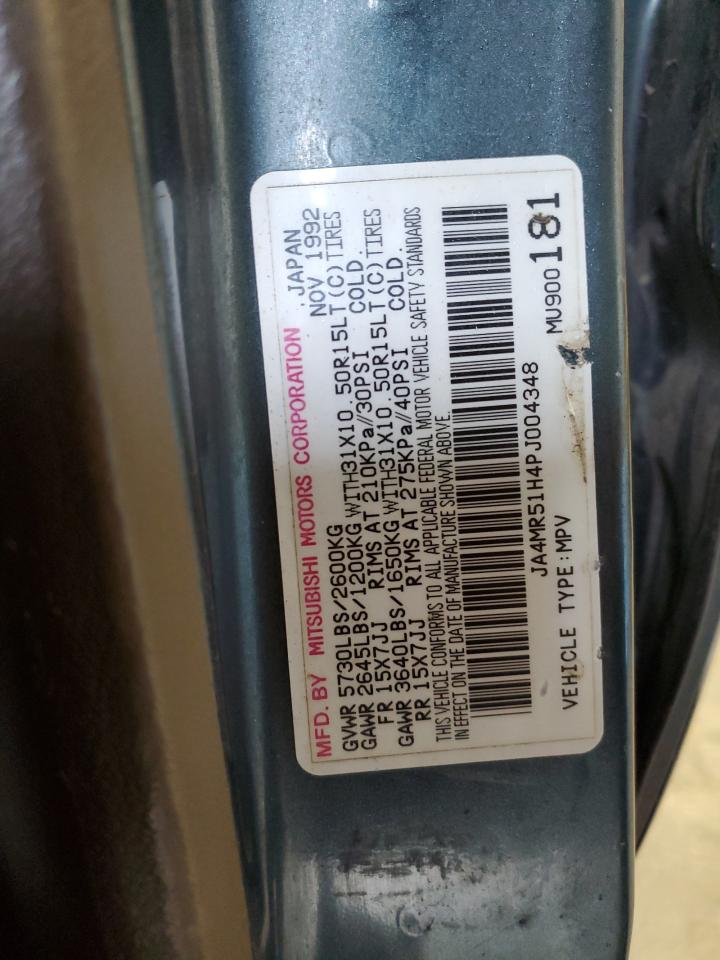 MFD. BY MITSUBISHI MOTORS CORPORATION JAPAN
GVWR 5730LBS/2600KG NOV 1992
GAWR 2645LBS/1200KG WITH31X10.50R15LT(C)TIRES
FR 15X7JJ RIMS AT 210KPa//30PSI COLD.
GAWR 3640LBS/1650KG WITH31X10.50R15LT(C)TIRES
RR 15X7JJ RIMS AT 275KPa//40PSI COLD.
THIS VEHICLE CONFORMS TO ALL APPLICABLE FEDERAL MOTOR VEHICLE SAFETY STANDARDS
IN EFFECT ON THE DATE OF MANUFACTURE SHOWN ABOVE.
JA4MR51H4PJ004348
VEHICLE TYPE:MPV MU900181